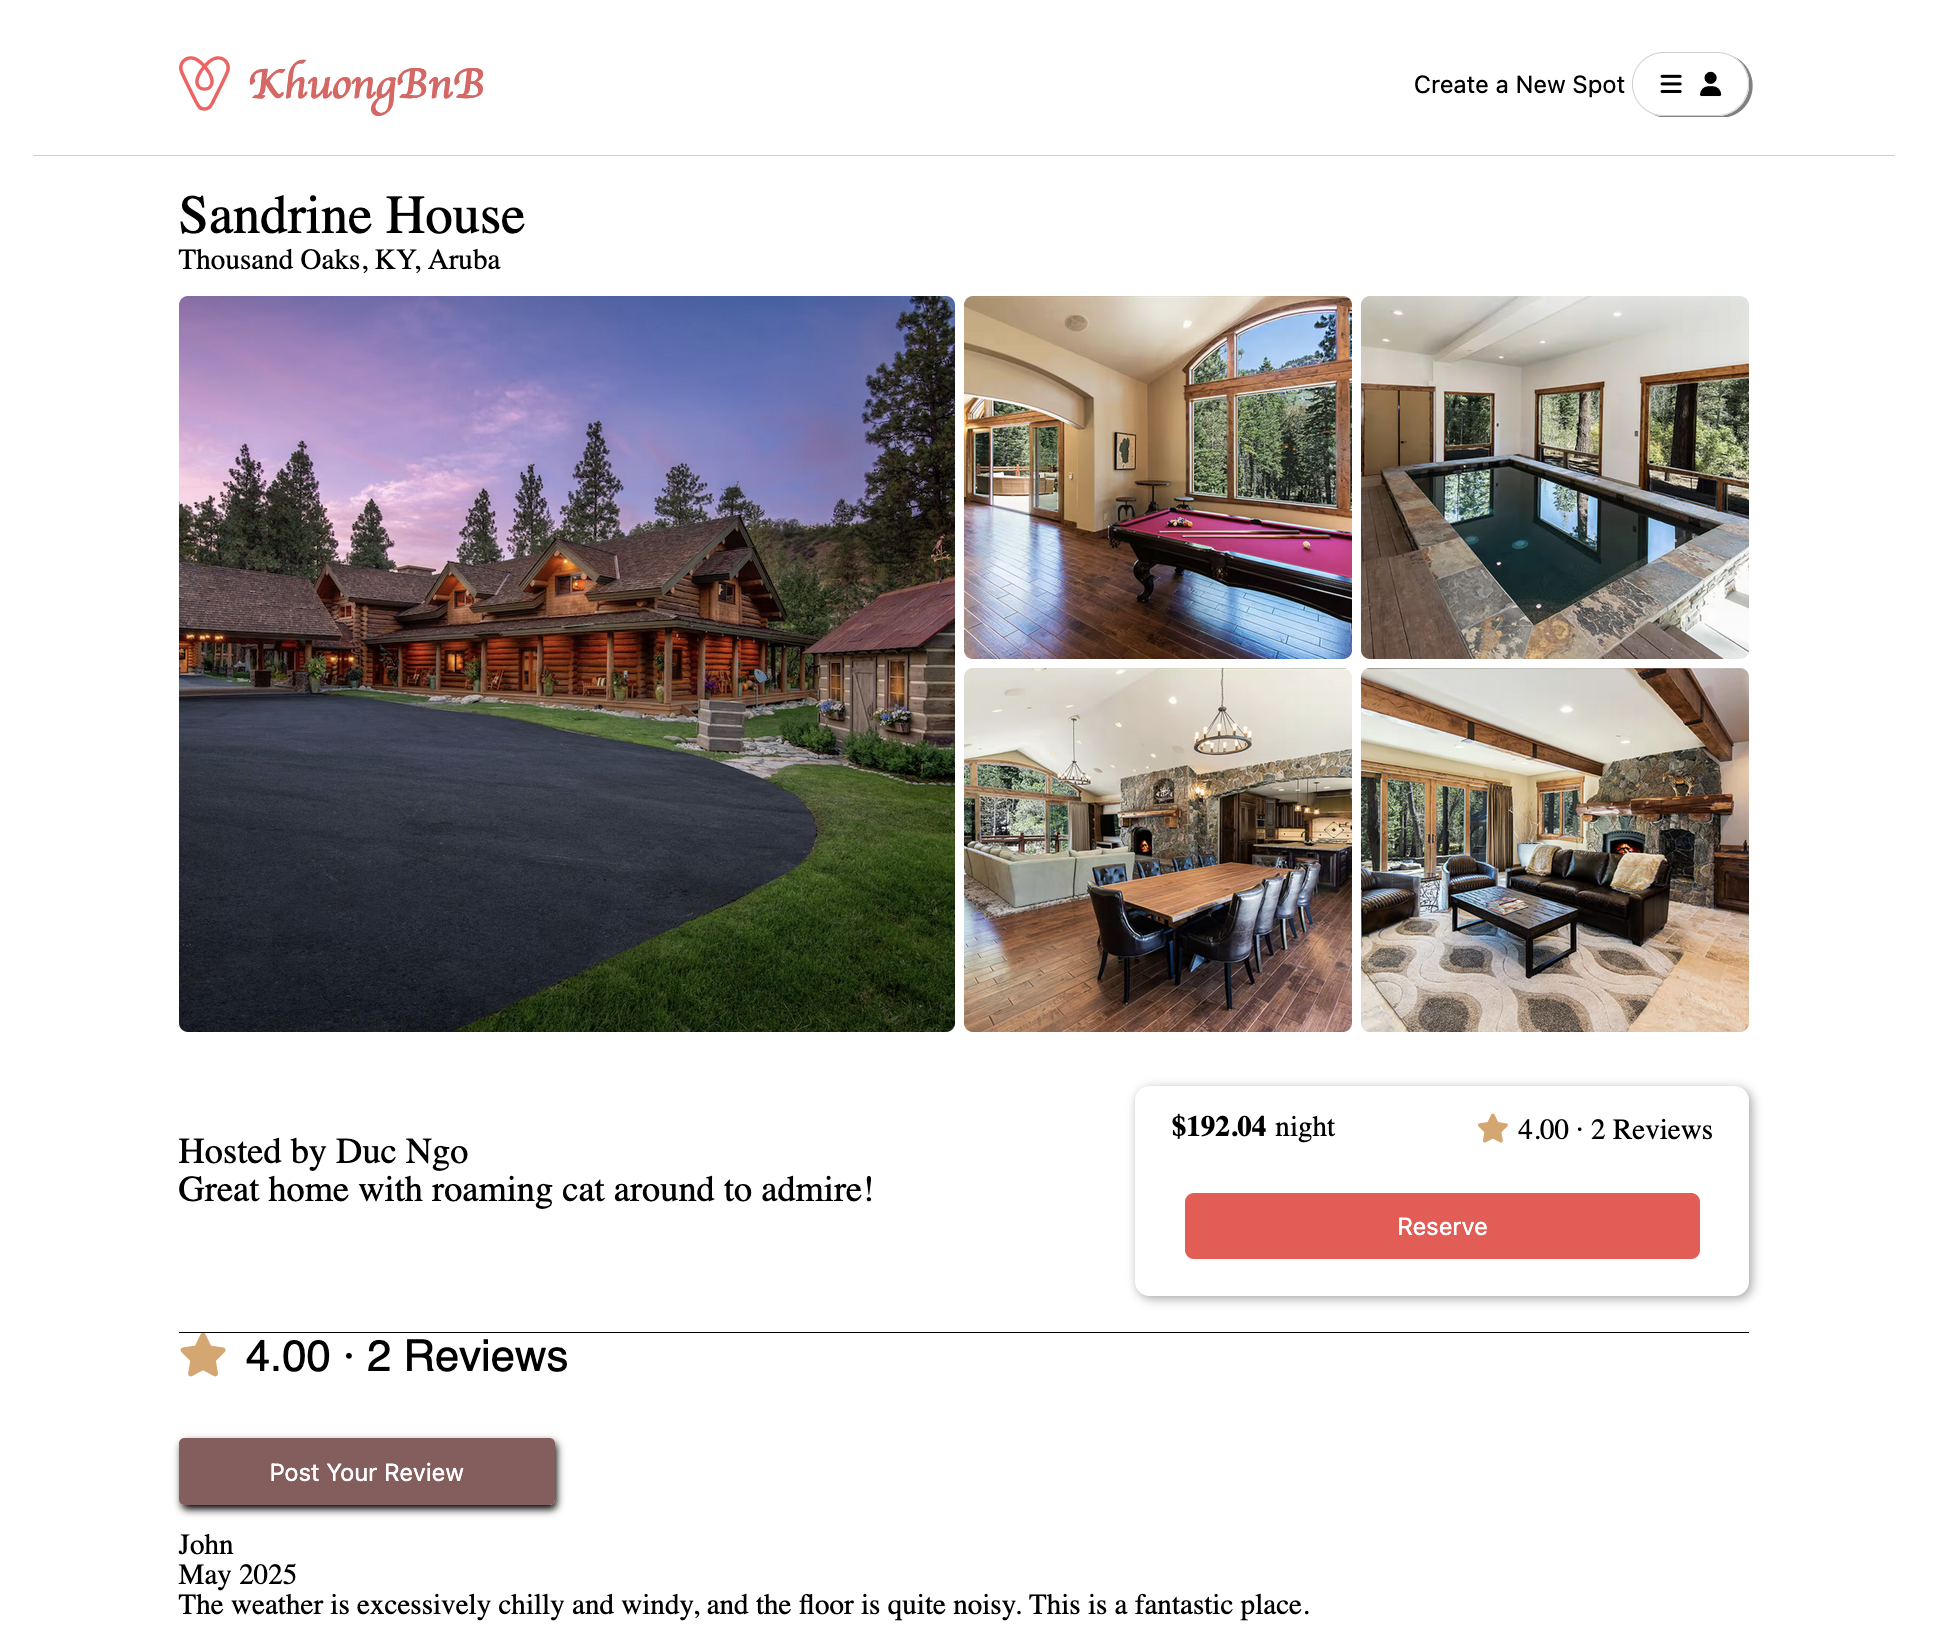 KhuongBnB
Create a New Spot
Sandrine House
Thousand Oaks, KY, Aruba
Hosted by Duc Ngo
Great home with roaming cat around to admire!
$192.04 night
4.00 · 2 Reviews
Reserve
4.00 · 2 Reviews
Post Your Review
John
May 2025
The weather is excessively chilly and windy, and the floor is quite noisy. This is a fantastic place.